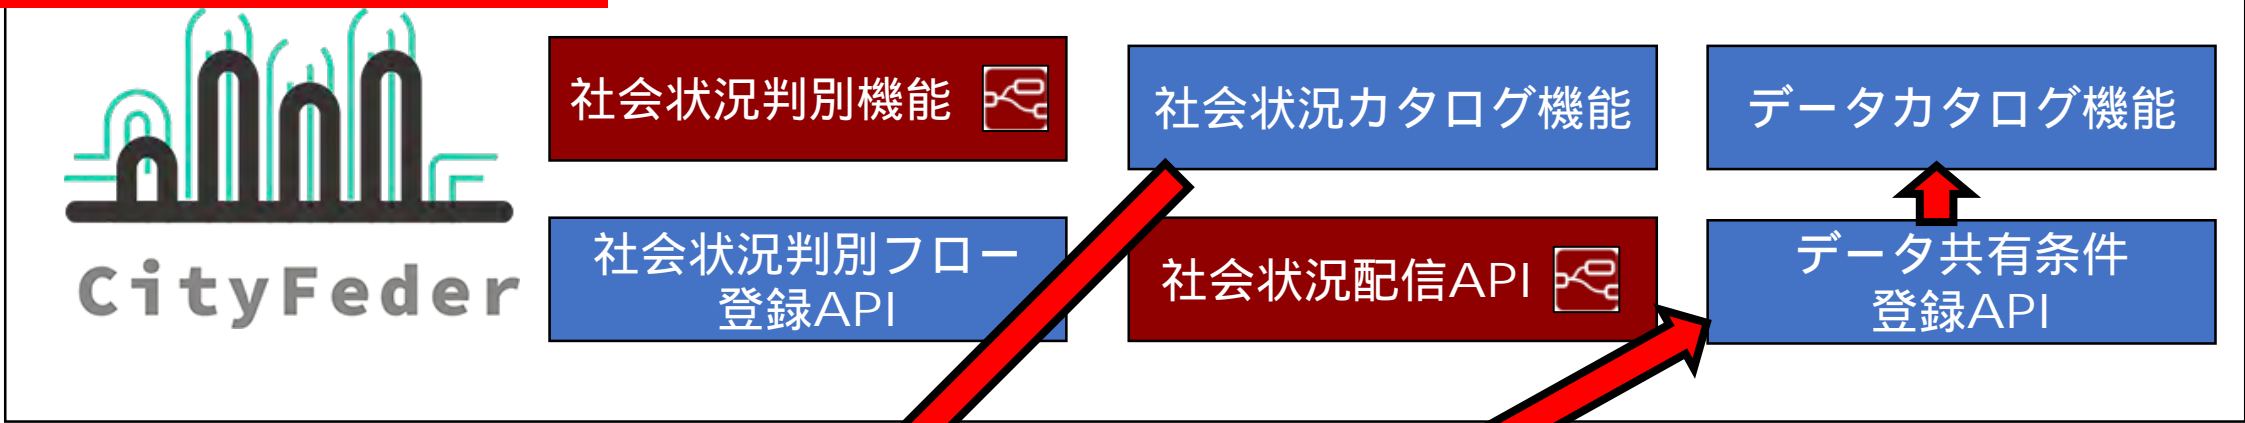 社会状況判別機能
社会状況カタログ機能
データカタログ機能
CityFeder
社会状況判別フロー
登録API
社会状況配信API
データ共有条件
登録API